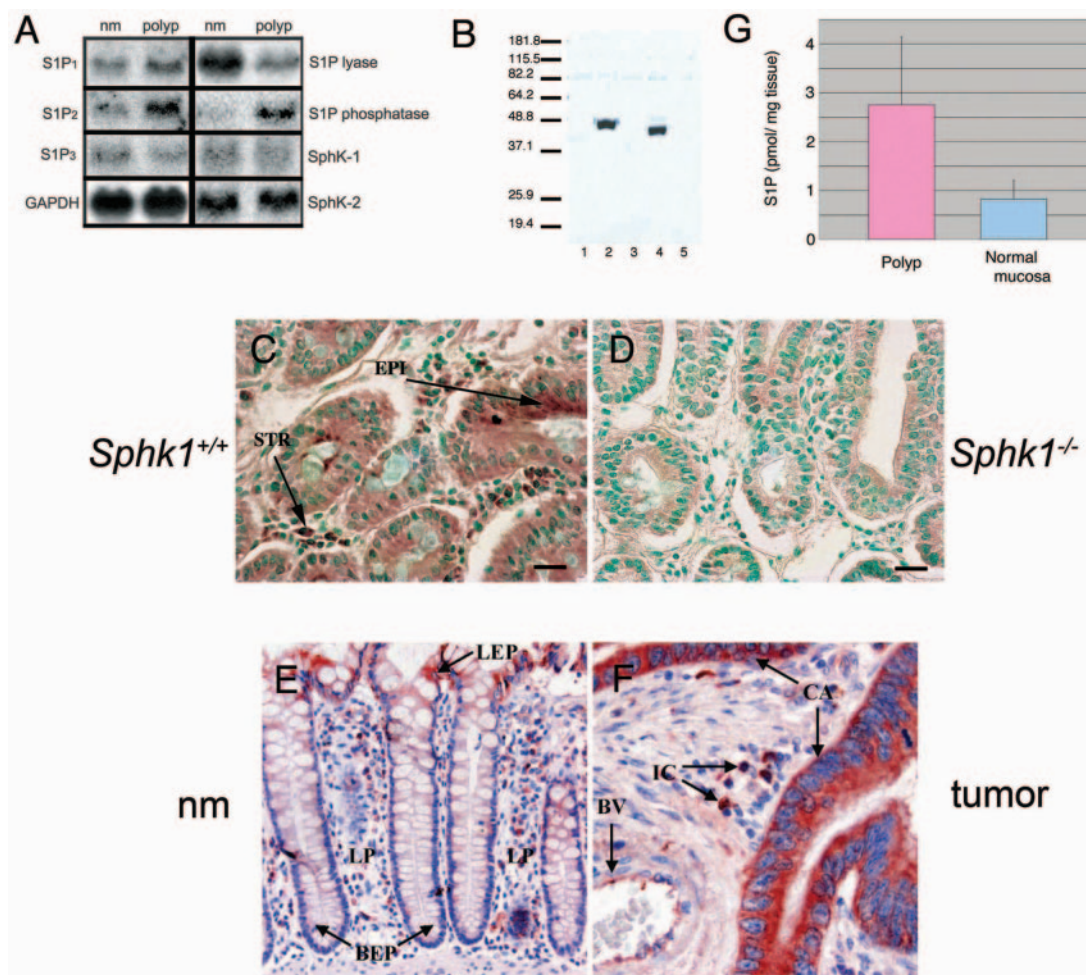 A
nm polyp nm polyp
S1P1 S1P lyase
S1P2 S1P phosphatase
S1P3 SphK-1
GAPDH SphK-2
B
181.8
115.5
82.2
64.2
48.8
37.1
25.9
19.4
1 2 3 4 5
G
S1P (pmol/ mg tissue)
4
3
2
1
0
Polyp Normal
mucosa
Sphk1+/+
C
EPI
STR
D
Sphk1-/-
nm
E
LEP
LP LP
BEP
F
CA
IC
BV
tumor